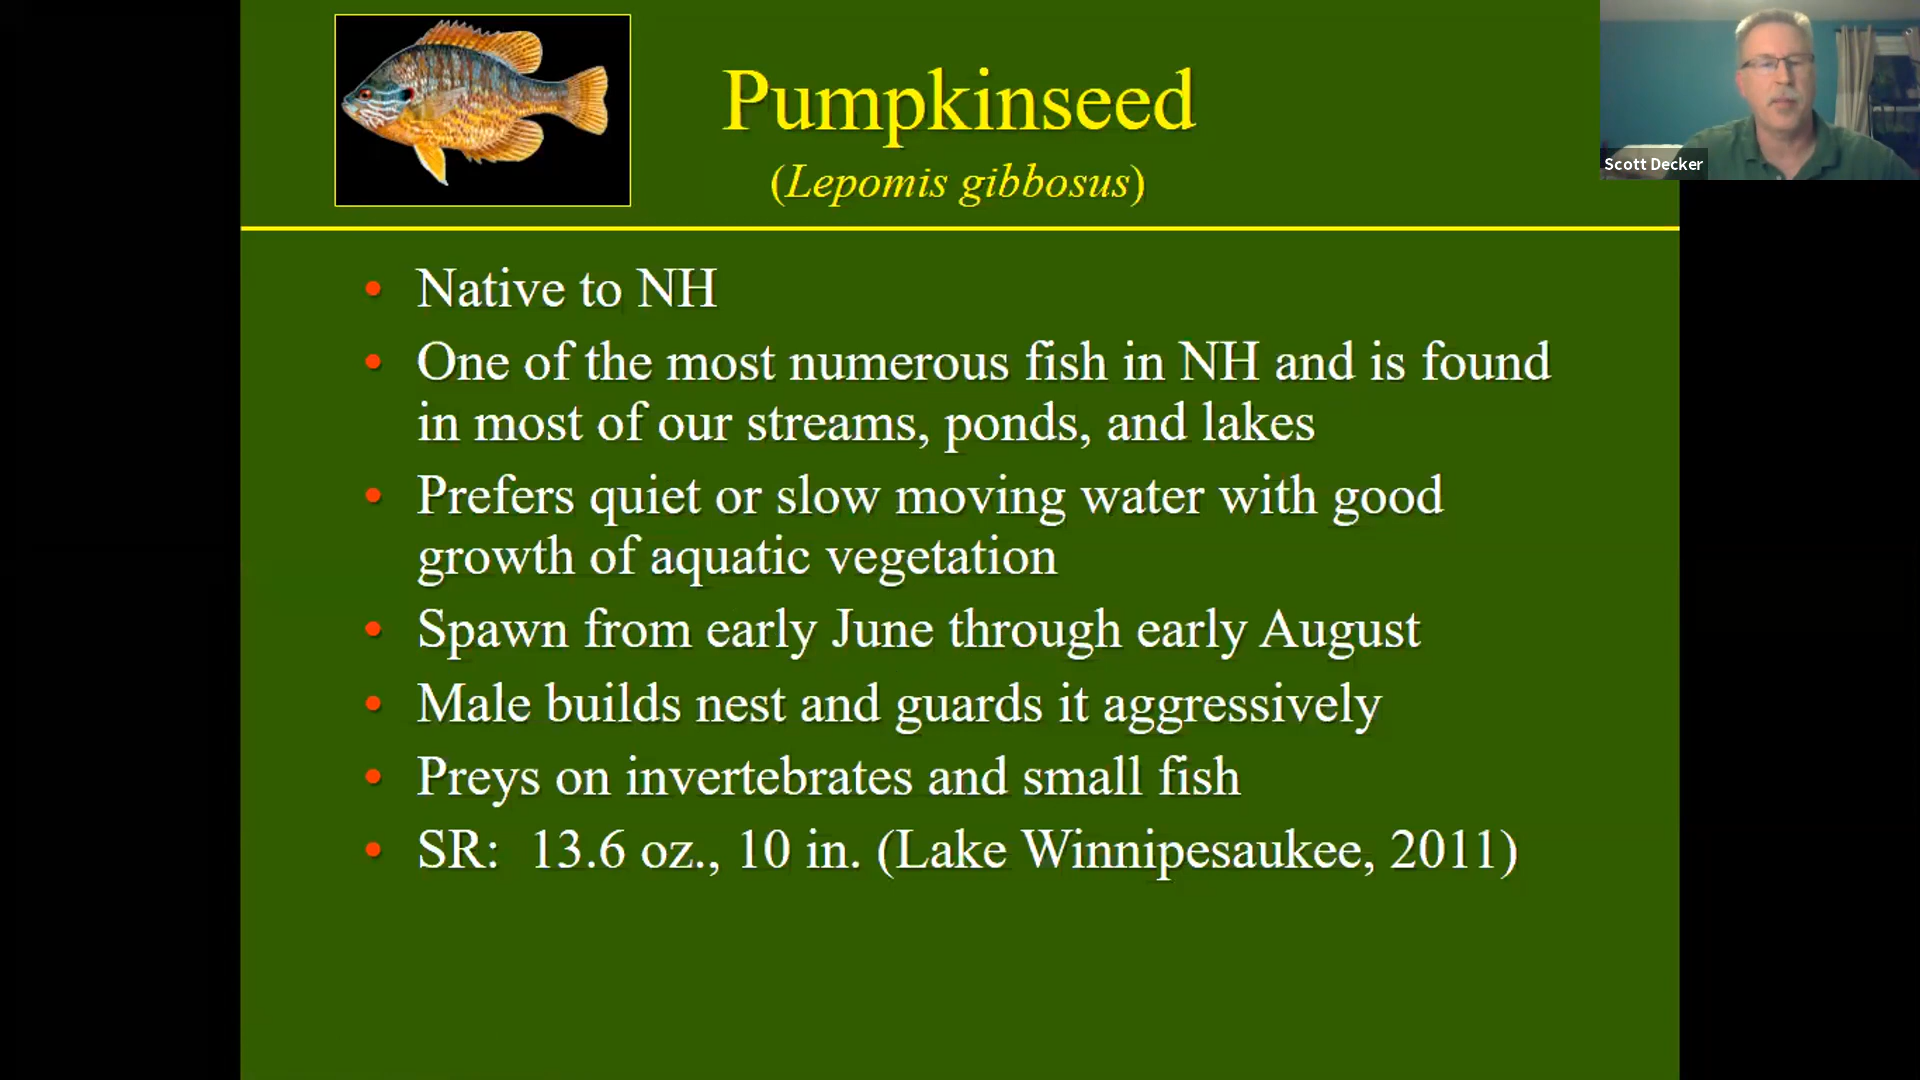 Pumpkinseed
(Lepomis gibbosus)
Scott Decker
• Native to NH
• One of the most numerous fish in NH and is found
in most of our streams, ponds, and lakes
• Prefers quiet or slow moving water with good
growth of aquatic vegetation
• Spawn from early June through early August
• Male builds nest and guards it aggressively
• Preys on invertebrates and small fish
• SR:  13.6 oz., 10 in. (Lake Winnipesaukee, 2011)